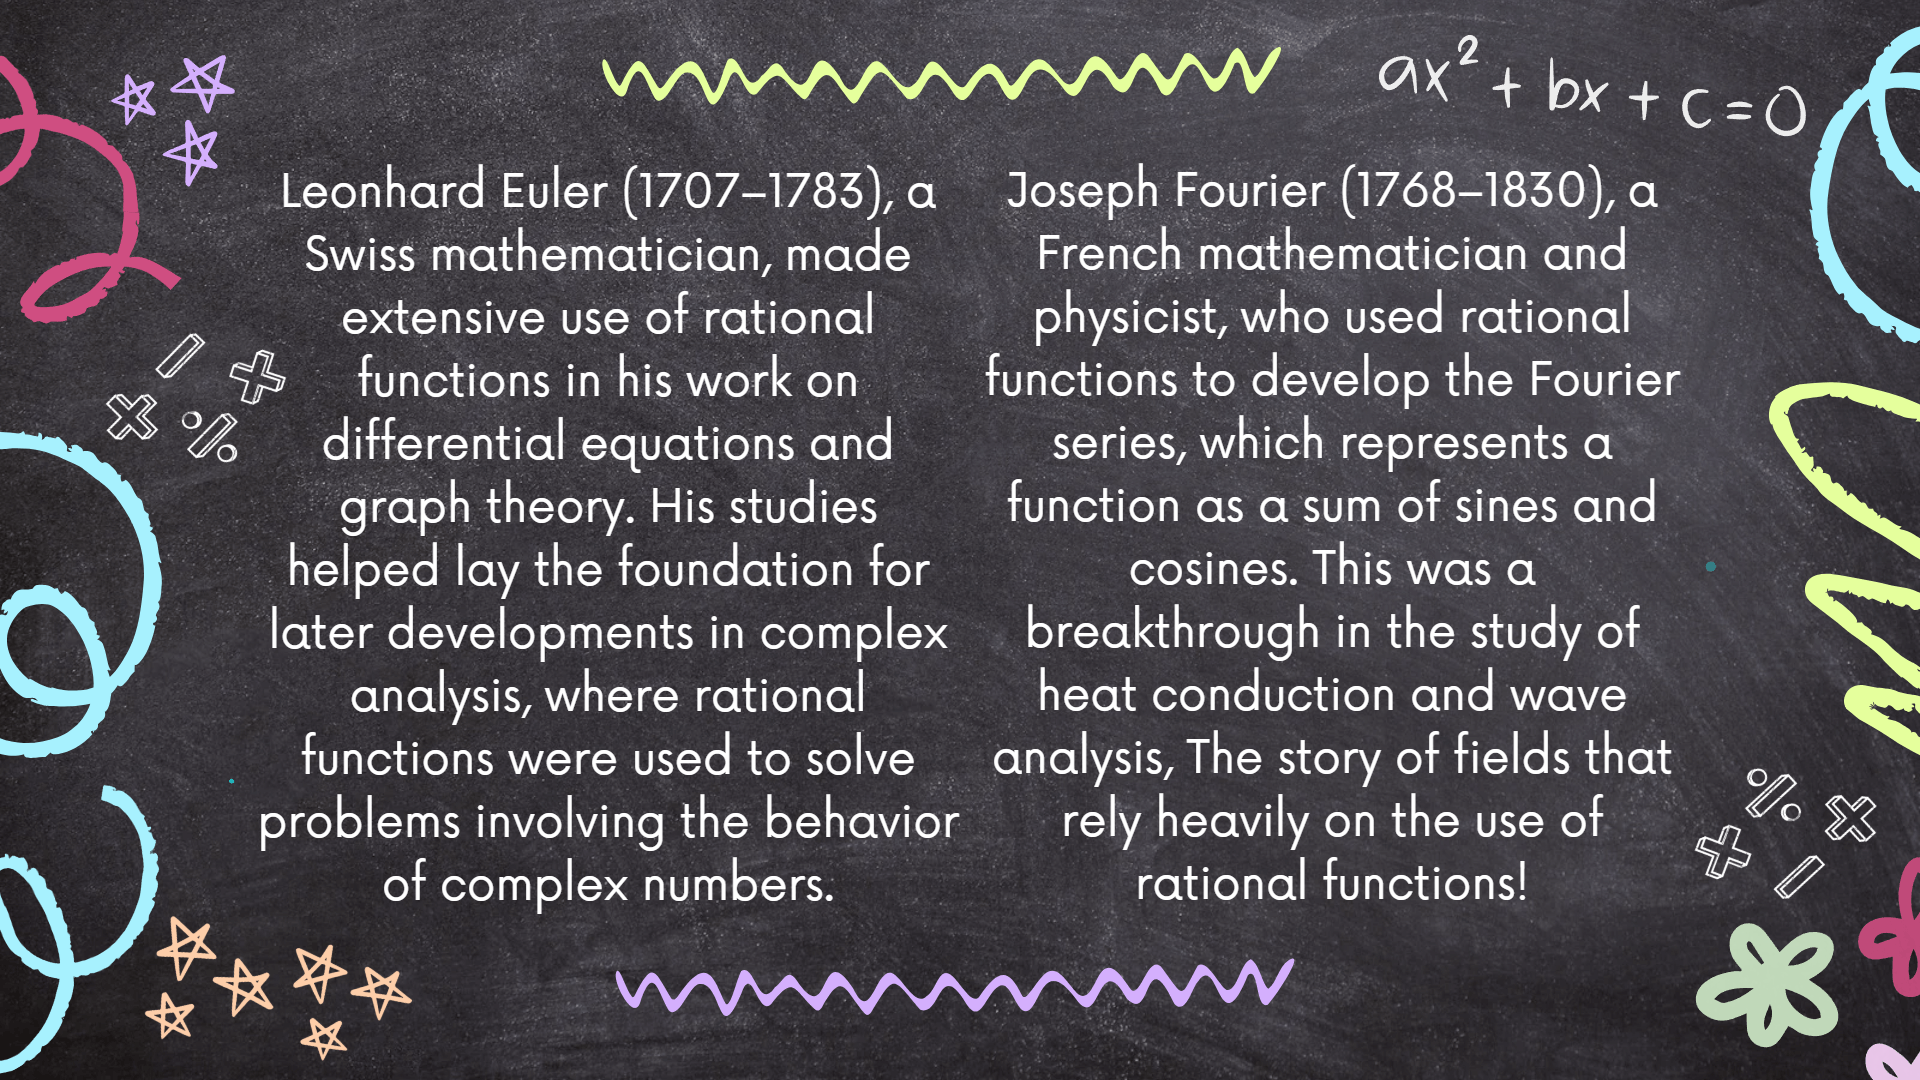 ax² + bx + c = 0
Leonhard Euler (1707–1783), a
Swiss mathematician, made
extensive use of rational
functions in his work on
differential equations and
graph theory. His studies
helped lay the foundation for
later developments in complex
analysis, where rational
functions were used to solve
problems involving the behavior
of complex numbers.
Joseph Fourier (1768–1830), a
French mathematician and
physicist, who used rational
functions to develop the Fourier
series, which represents a
function as a sum of sines and
cosines. This was a
breakthrough in the study of
heat conduction and wave
analysis, The story of fields that
rely heavily on the use of
rational functions!